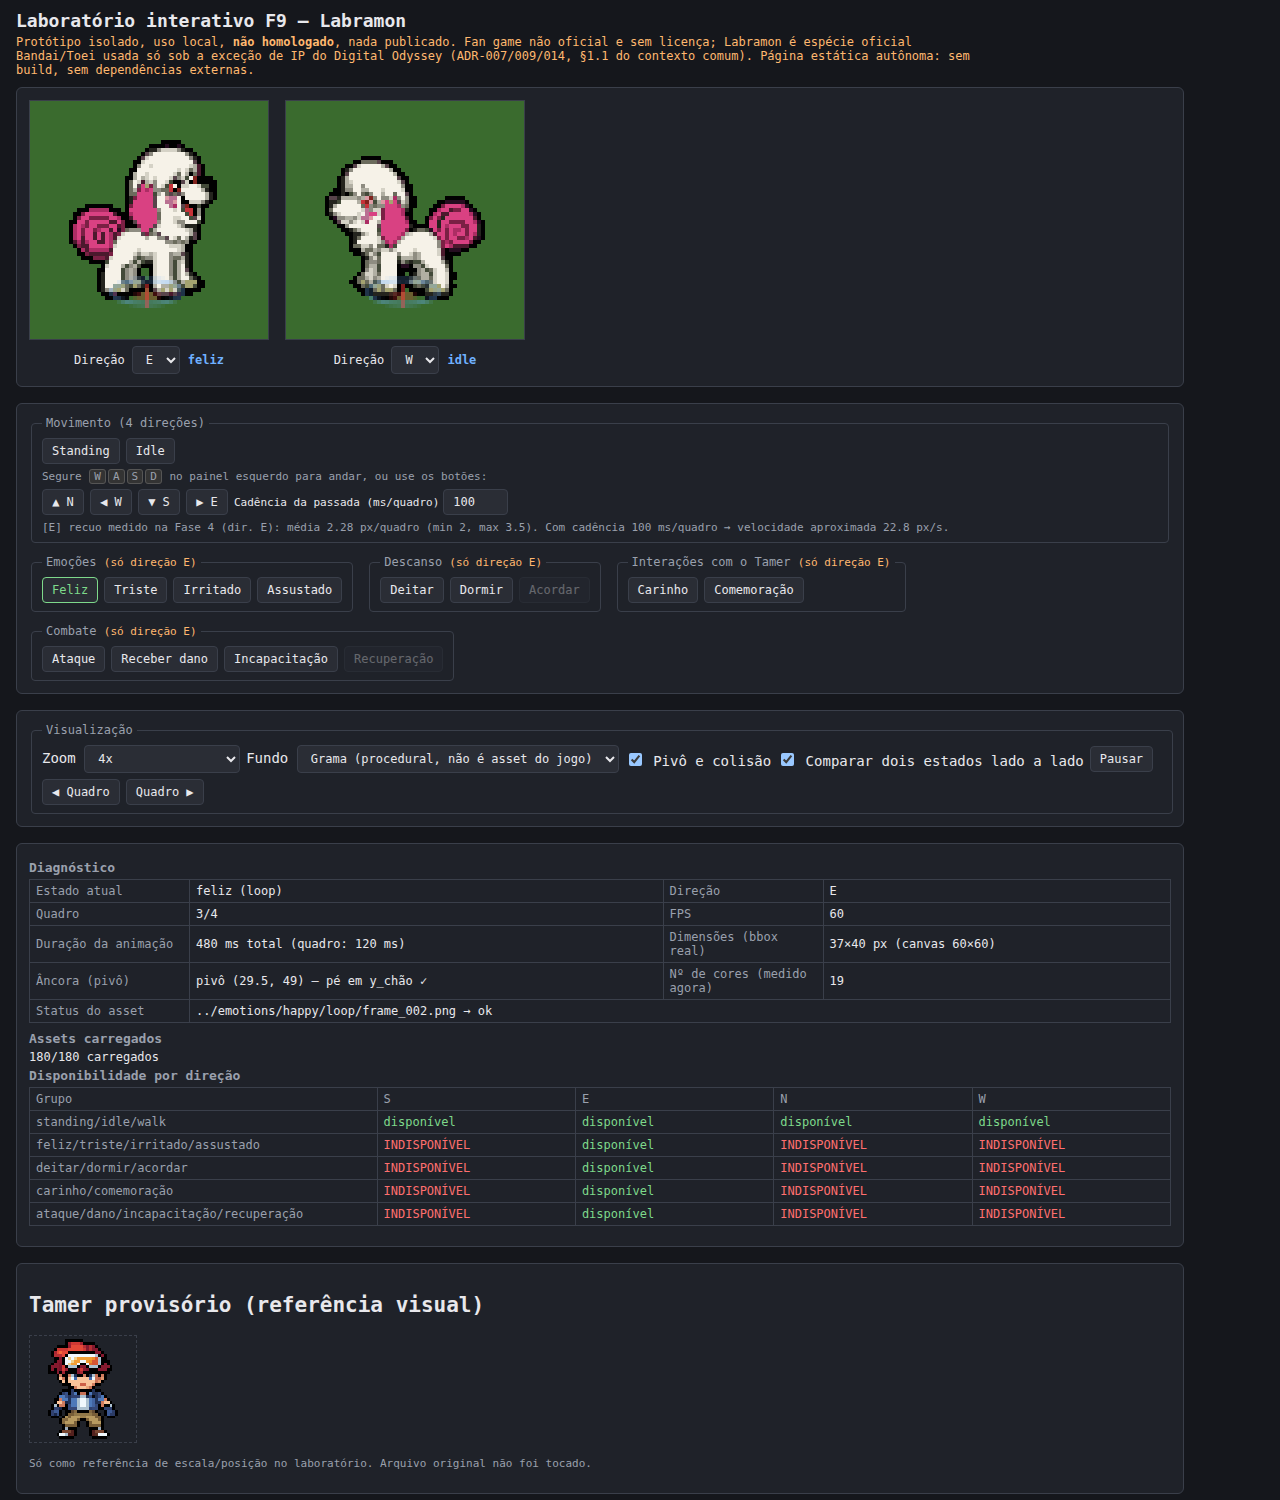 Laboratório interativo F9 — Labramon
Protótipo isolado, uso local, não homologado, nada publicado. Fan game não oficial e sem licença; Labramon é espécie oficial
Bandai/Toei usada só sob a exceção de IP do Digital Odyssey (ADR-007/009/014, §1.1 do contexto comum). Página estática autônoma: sem
build, sem dependências externas.
Direção E feliz
Direção W idle
Movimento (4 direções)
Standing Idle
Segure W A S D no painel esquerdo para andar, ou use os botões:
▲ N ◀ W ▼ S ▶ E Cadência da passada (ms/quadro) 100
[E] recuo medido na Fase 4 (dir. E): média 2.28 px/quadro (min 2, max 3.5). Com cadência 100 ms/quadro → velocidade aproximada 22.8 px/s.
Emoções (só direção E)
Feliz Triste Irritado Assustado
Descanso (só direção E)
Deitar Dormir Acordar
Interações com o Tamer (só direção E)
Carinho Comemoração
Combate (só direção E)
Ataque Receber dano Incapacitação Recuperação
Visualização
Zoom 4x Fundo Grama (procedural, não é asset do jogo) Pivô e colisão Comparar dois estados lado a lado Pausar
◀ Quadro Quadro ▶
Diagnóstico
Estado atual feliz (loop) Direção E
Quadro 3/4 FPS 60
Duração da animação 480 ms total (quadro: 120 ms) Dimensões (bbox real) 37×40 px (canvas 60×60)
Âncora (pivô) pivô (29.5, 49) — pé em y_chão ✓ Nº de cores (medido agora) 19
Status do asset ../emotions/happy/loop/frame_002.png → ok
Assets carregados
180/180 carregados
Disponibilidade por direção
Grupo S E N W
standing/idle/walk disponível disponível disponível disponível
feliz/triste/irritado/assustado INDISPONÍVEL disponível INDISPONÍVEL INDISPONÍVEL
deitar/dormir/acordar INDISPONÍVEL disponível INDISPONÍVEL INDISPONÍVEL
carinho/comemoração INDISPONÍVEL disponível INDISPONÍVEL INDISPONÍVEL
ataque/dano/incapacitação/recuperação INDISPONÍVEL disponível INDISPONÍVEL INDISPONÍVEL
Tamer provisório (referência visual)
Só como referência de escala/posição no laboratório. Arquivo original não foi tocado.